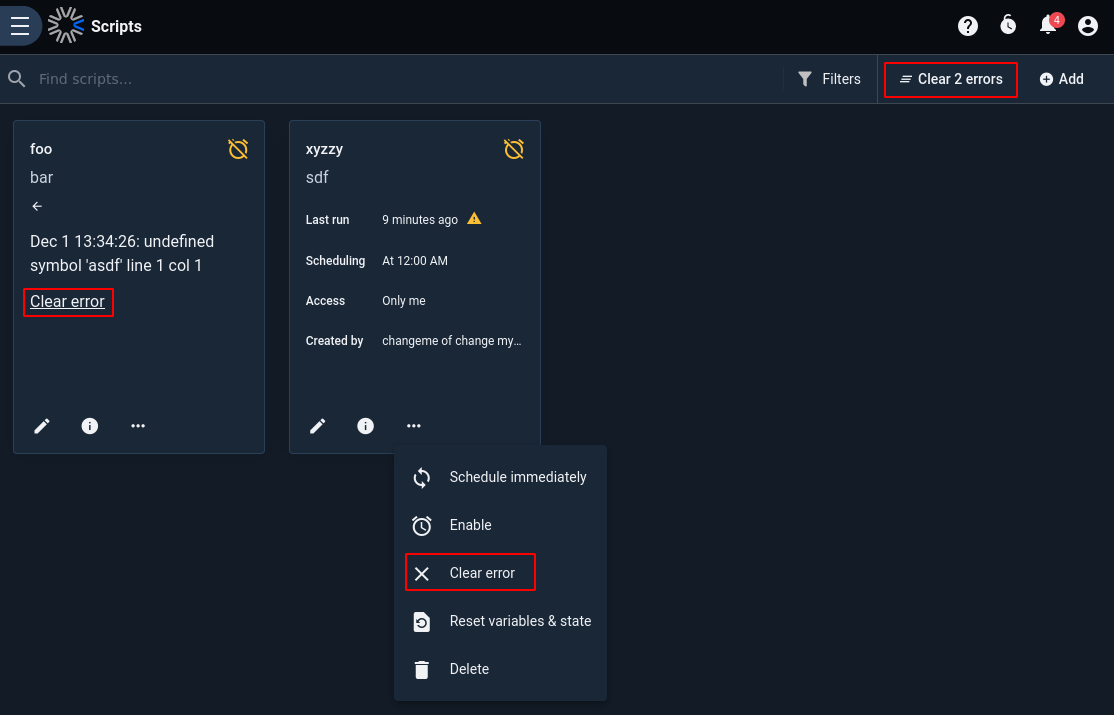 Scripts
4
Find scripts...
Filters
Clear 2 errors
Add
foo
bar
Dec 1 13:34:26: undefined
symbol 'asdf' line 1 col 1
Clear error
xyzzy
sdf
Last run 9 minutes ago
Scheduling At 12:00 AM
Access Only me
Created by changeme of change my...
Schedule immediately
Enable
Clear error
Reset variables & state
Delete